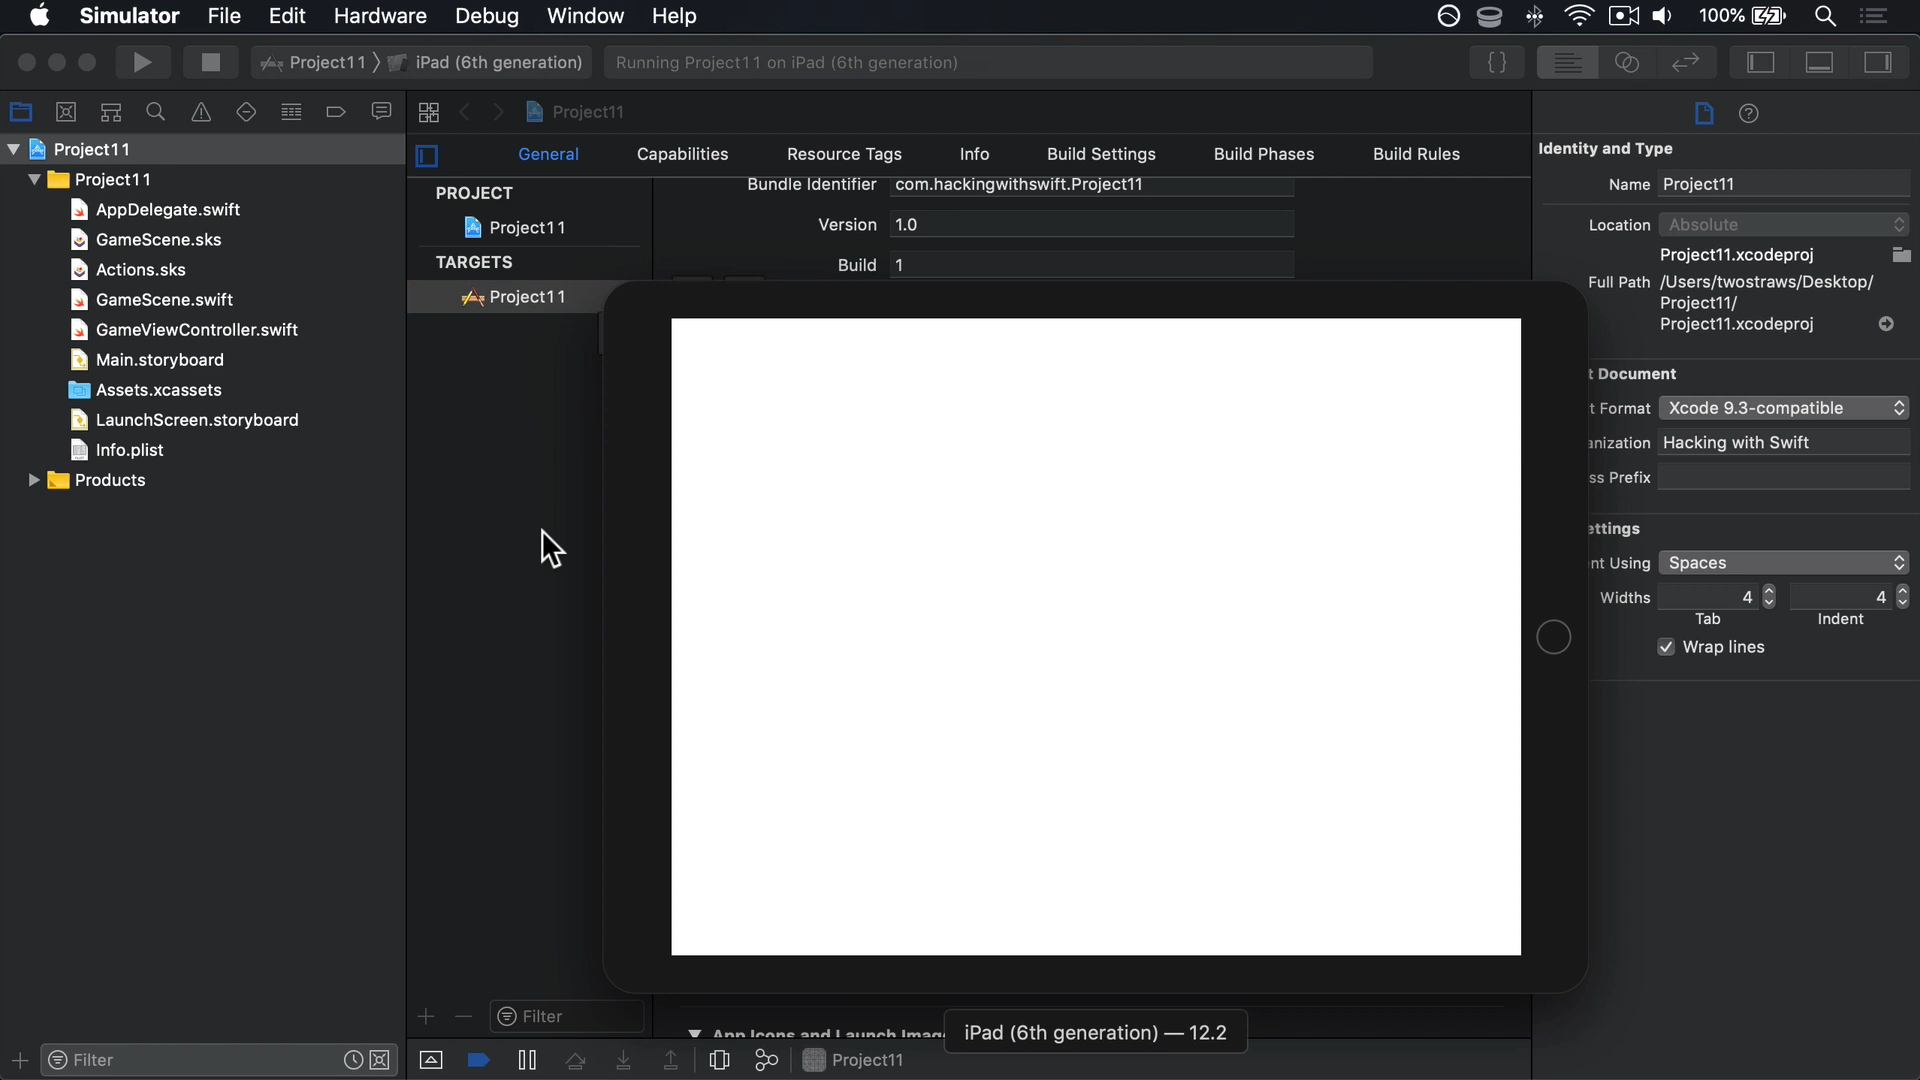 Simulator File Edit Hardware Debug Window Help 100%
Project11 iPad (6th generation) Running Project11 on iPad (6th generation) {}
Project11
General Capabilities Resource Tags Info Build Settings Build Phases Build Rules
Project11
Project11
AppDelegate.swift
GameScene.sks
Actions.sks
GameScene.swift
GameViewController.swift
Main.storyboard
Assets.xcassets
LaunchScreen.storyboard
Info.plist
Products
Filter
PROJECT
Project11
TARGETS
Project11
Filter
Bundle Identifier com.hackingwithswift.Project11
Version 1.0
Build 1
App Icons and Launch Imag
iPad (6th generation) — 12.2
Project11
Identity and Type
Name Project11
Location Absolute
Project11.xcodeproj
Full Path /Users/twostraws/Desktop/
Project11/
Project11.xcodeproj
t Document
t Format Xcode 9.3-compatible
anization Hacking with Swift
ss Prefix
ettings
nt Using Spaces
Widths 4 4
Tab Indent
Wrap lines